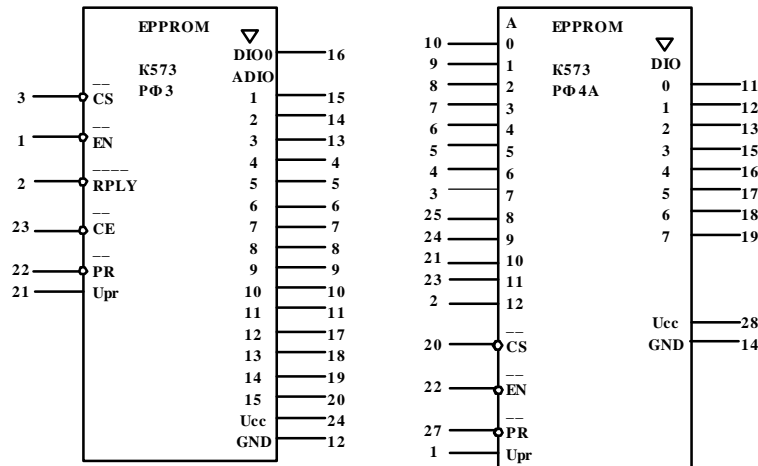 EPPROM
DIO0 16
K573
ADIO
РФ3
3 CS 1 15
2 14
1 EN 3 13
4 4
2 RPLY 5 5
6 6
23 CE 7 7
8 8
22 PR 9 9
21 Upr 10 10
11 11
12 17
13 18
14 19
15 20
Ucc 24
GND 12
A EPPROM
10 0
9 1 K573 DIO
8 2 РФ4А 0 11
7 3 1 12
6 4 2 13
5 5 3 15
4 6 4 16
3 7 5 17
25 8 6 18
24 9 7 19
21 10
23 11
2 12
Ucc 28
20 CS GND 14
22 EN
27 PR
1 Upr